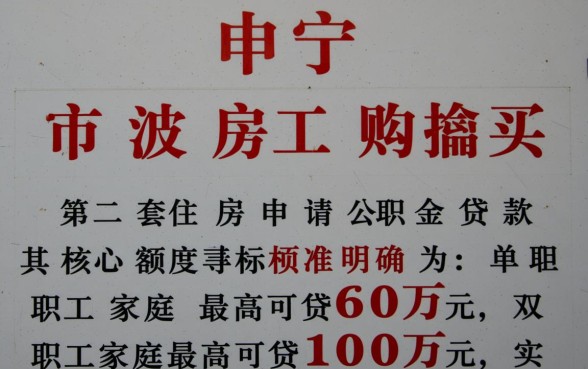 申宁
市波房工购擒买
第二套住房申请公职金贷款
其核心额度寻标准明确为：单职
职工家庭 最高可贷60万元，双
职工家庭最高可贷100万元，实